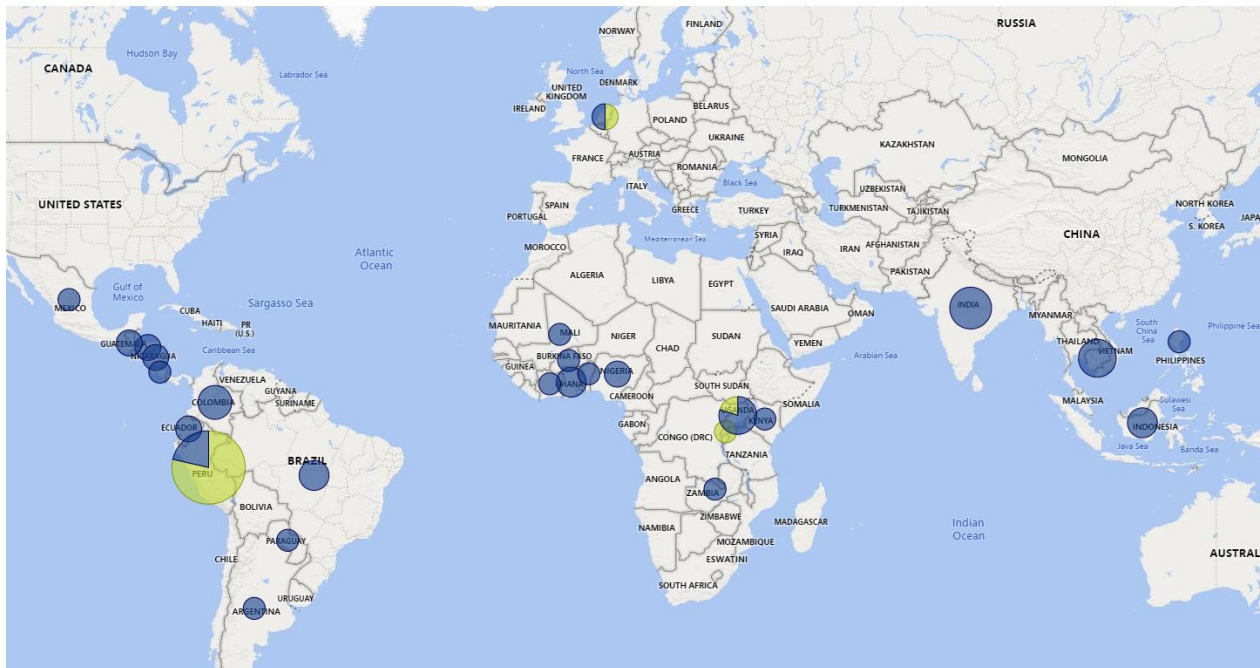 RUSSIA
FINLAND
NORWAY
Hudson Bay
CANADA
Labrador Sea
North Sea
DENMARK
UNITED
KINGDOM
IRELAND
BELARUS
POLAND
UKRAINE
KAZAKHSTAN
FRANCE
AUSTRIA
MONGOLIA
ROMANIA
ITALY
Black Sea
UZBEKISTAN
UNITED STATES
SPAIN
PORTUGAL
GREECE
TURKEY
TURKMENISTAN
TAJIKISTAN
NORTH KOREA
JAPA
S. KOREA
CHINA
Mediterranean Sea
SYRIA
MOROCCO
IRAQ
IRAN
AFGHANISTAN
Atlantic
Ocean
ALGERIA
LIBYA
EGYPT
PAKISTAN
Gulf of
Mexico
Sargasso Sea
SAUDI ARABIA
OMAN
INDIA
MEXICO
CUBA
HAITI
PR
(U.S.)
MAURITANIA
MALI
NIGER
SUDAN
MYANMAR
South
China
Sea
Philippine Sea
GUATEMALA
Caribbean Sea
NICARAGUA
CHAD
YEMEN
Arabian Sea
THAILAND
VIETNAM
PHILIPPINES
BURKINA FASO
GUINEA
NIGERIA
GHANA
VENEZUELA
GUYANA
SURINAME
COLOMBIA
CAMEROON
SOUTH SUDAN
SOMALIA
MALAYSIA
Sulawesi
Sea
ECUADOR
UGANDA
KENYA
GABON
INDONESIA
CONGO (DRC)
Java Sea
Banda Sea
BRAZIL
PERU
TANZANIA
ANGOLA
ZAMBIA
BOLIVIA
ZIMBABWE
MADAGASCAR
Indian
Ocean
NAMIBIA
MOZAMBIQUE
PARAGUAY
ESWATINI
AUSTRAL
CHILE
SOUTH AFRICA
URUGUAY
ARGENTINA